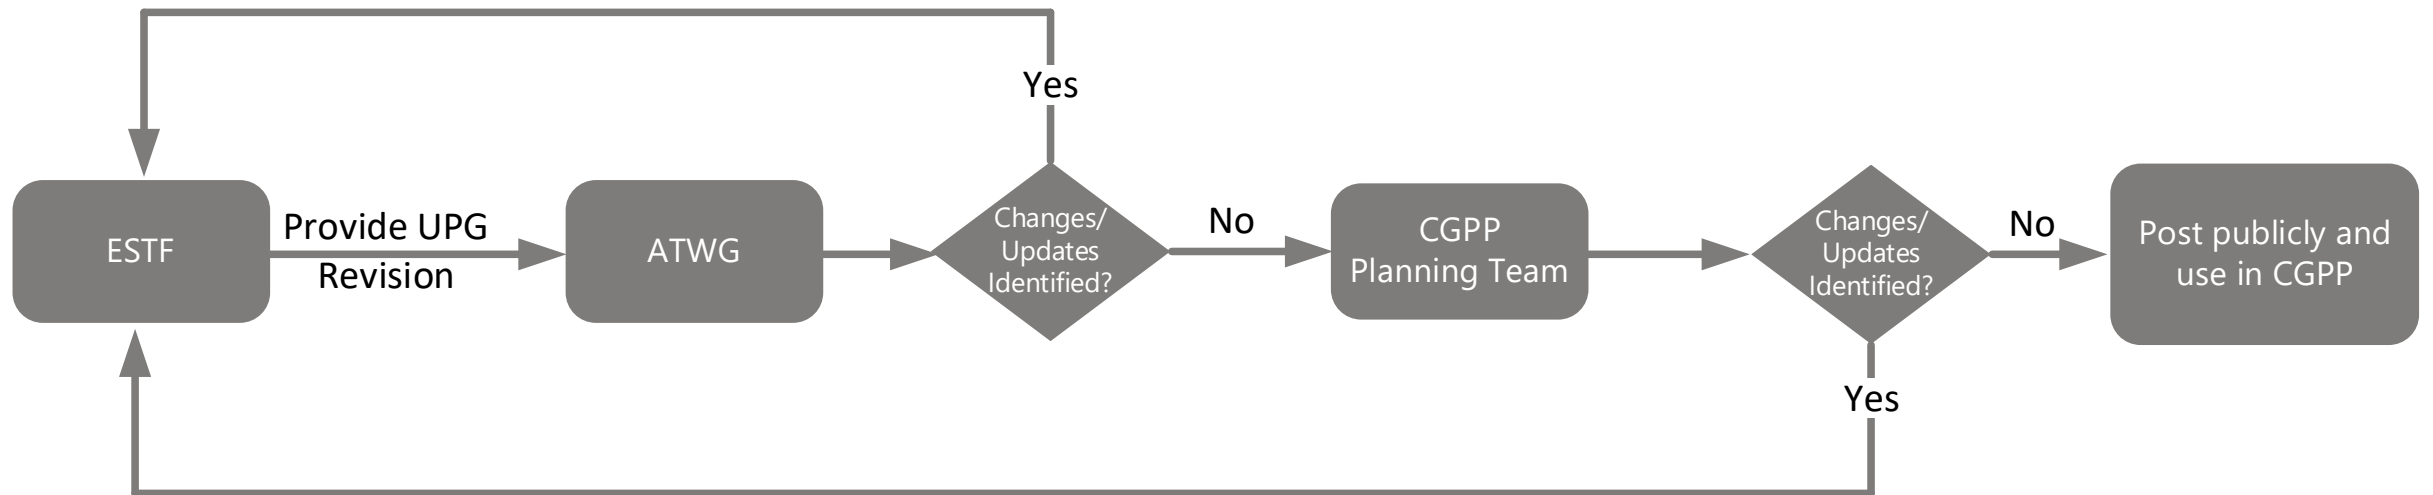 Yes
ESTF
Provide UPG
Revision
ATWG
Changes/
Updates
Identified?
No
CGPP
Planning Team
Changes/
Updates
Identified?
No
Post publicly and
use in CGPP
Yes